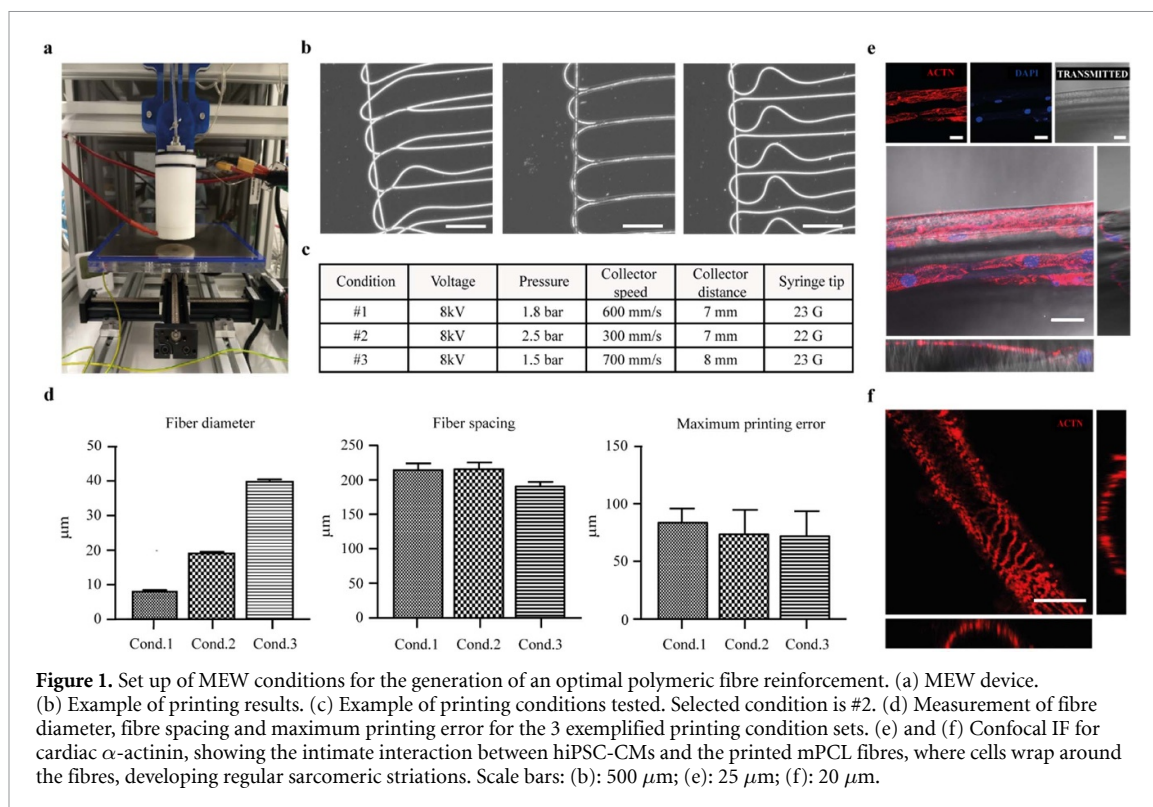 a
b
e
ACTN
DAPI
TRANSMITTED
c
Condition Voltage Pressure Collector speed Collector distance Syringe tip
#1 8kV 1.8 bar 600 mm/s 7 mm 23 G
#2 8kV 2.5 bar 300 mm/s 7 mm 22 G
#3 8kV 1.5 bar 700 mm/s 8 mm 23 G
d
Fiber diameter
50
40
30
20
10
0
μm
Cond.1 Cond.2 Cond.3
Fiber spacing
250
200
150
100
50
0
μm
Cond.1 Cond.2 Cond.3
Maximum printing error
150
100
50
0
μm
Cond.1 Cond.2 Cond.3
f
ACTN
Figure 1. Set up of MEW conditions for the generation of an optimal polymeric fibre reinforcement. (a) MEW device.
(b) Example of printing results. (c) Example of printing conditions tested. Selected condition is #2. (d) Measurement of fibre
diameter, fibre spacing and maximum printing error for the 3 exemplified printing condition sets. (e) and (f) Confocal IF for
cardiac α-actinin, showing the intimate interaction between hiPSC-CMs and the printed mPCL fibres, where cells wrap around
the fibres, developing regular sarcomeric striations. Scale bars: (b): 500 μm; (e): 25 μm; (f): 20 μm.